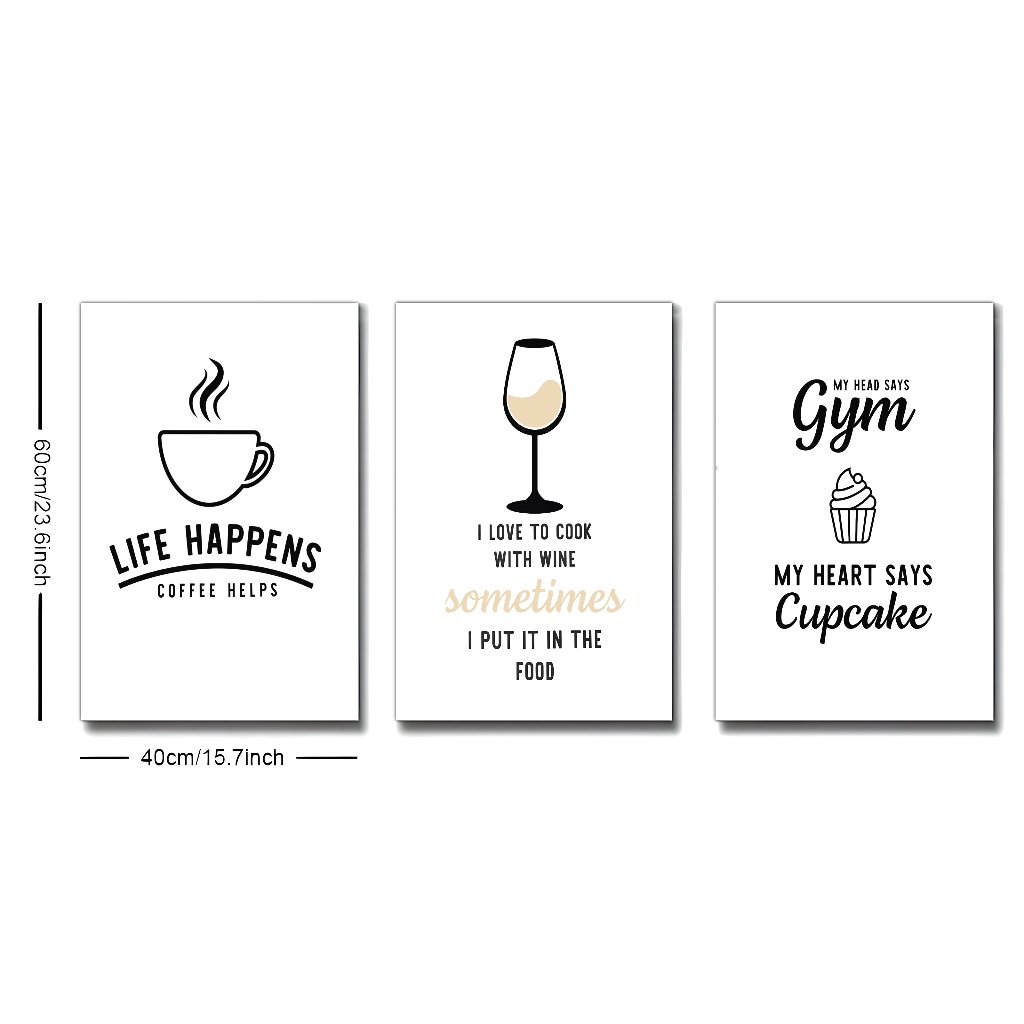 60cm/23.6inch
LIFE HAPPENS
COFFEE HELPS
I LOVE TO COOK
WITH WINE
sometimes
I PUT IT IN THE
FOOD
MY HEAD SAYS
Gym
MY HEART SAYS
Cupcake
40cm/15.7inch